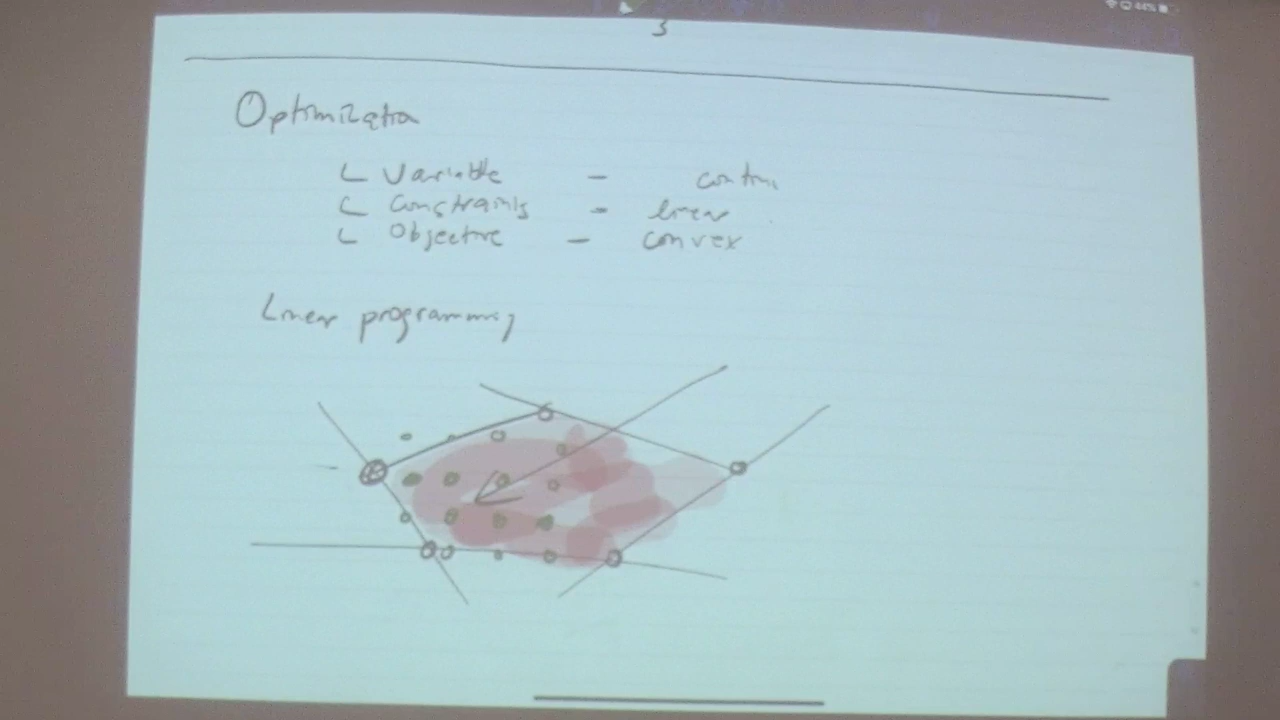 3
Optimization
Variable - contin.
Constraints - linear
Objective - convex
Linear programming